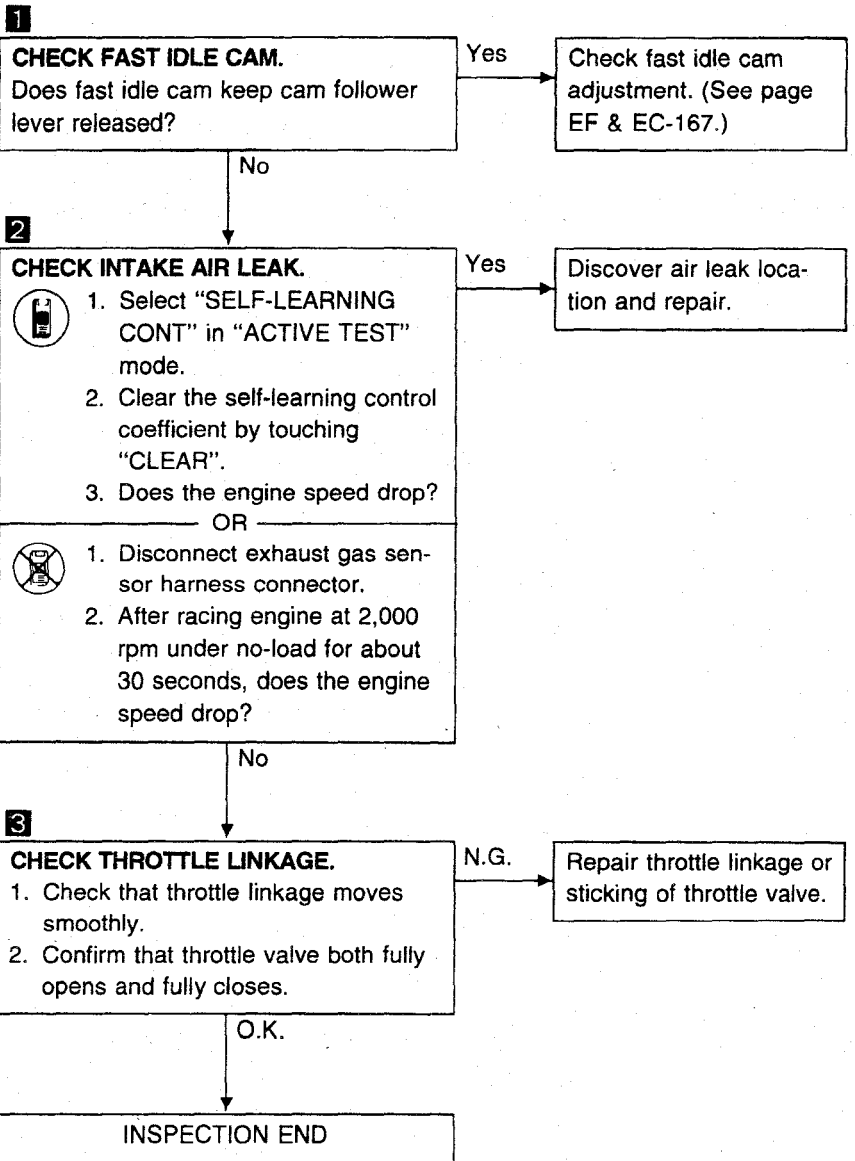 1
CHECK FAST IDLE CAM.
Does fast idle cam keep cam follower
lever released?
Yes
Check fast idle cam
adjustment. (See page
EF & EC-167.)
No
2
CHECK INTAKE AIR LEAK.
1. Select “SELF-LEARNING
CONT” in “ACTIVE TEST”
mode.
2. Clear the self-learning control
coefficient by touching
“CLEAR”.
3. Does the engine speed drop?
Yes
Discover air leak loca-
tion and repair.
OR
1. Disconnect exhaust gas sen-
sor harness connector.
2. After racing engine at 2,000
rpm under no-load for about
30 seconds, does the engine
speed drop?
No
3
CHECK THROTTLE LINKAGE.
1. Check that throttle linkage moves
smoothly.
2. Confirm that throttle valve both fully
opens and fully closes.
N.G.
Repair throttle linkage or
sticking of throttle valve.
O.K.
INSPECTION END